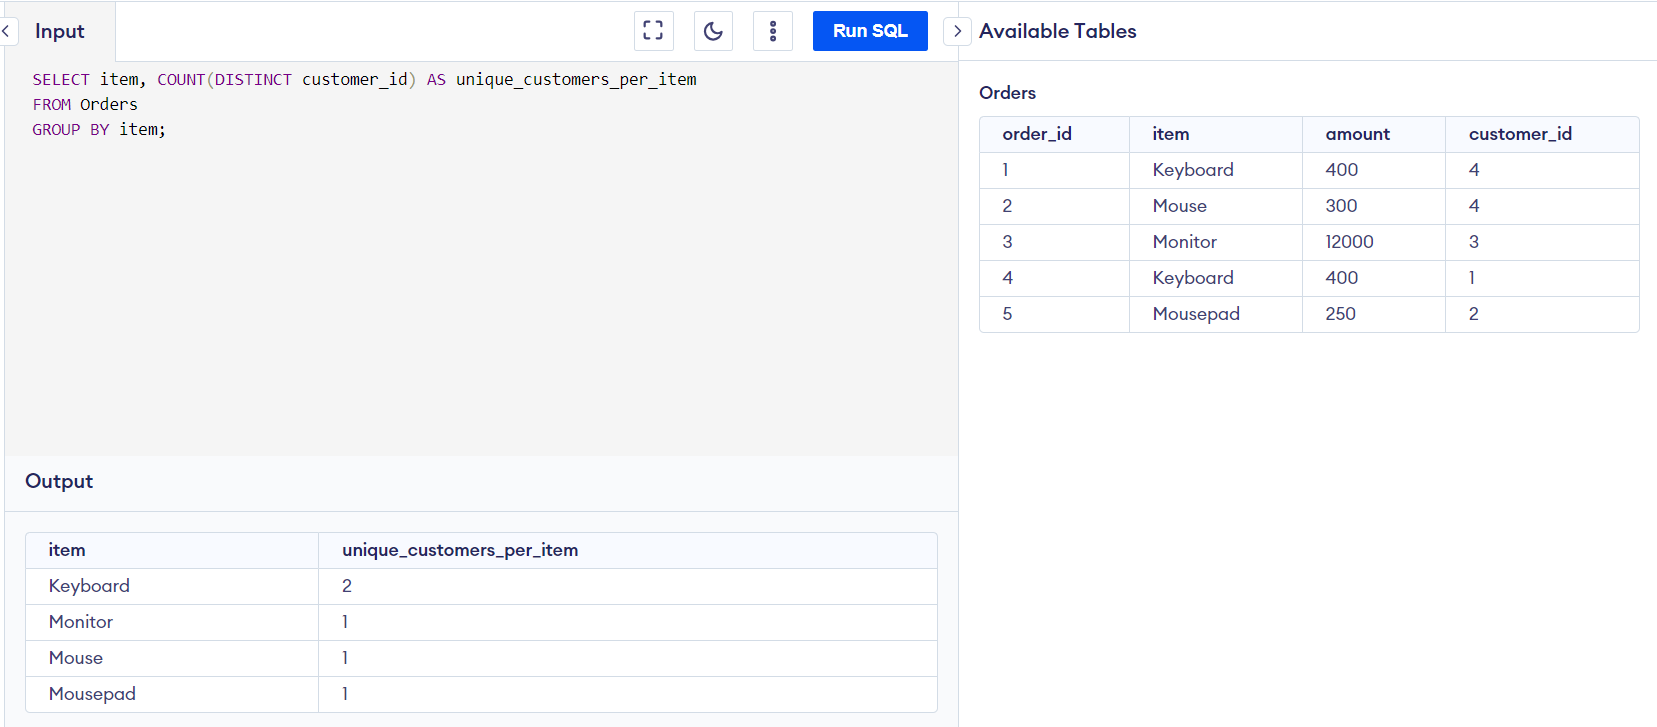 Input
Run SQL
SELECT item, COUNT(DISTINCT customer_id) AS unique_customers_per_item
FROM Orders
GROUP BY item;
Output
item unique_customers_per_item
Keyboard 2
Monitor 1
Mouse 1
Mousepad 1
Available Tables
Orders
order_id item amount customer_id
1 Keyboard 400 4
2 Mouse 300 4
3 Monitor 12000 3
4 Keyboard 400 1
5 Mousepad 250 2